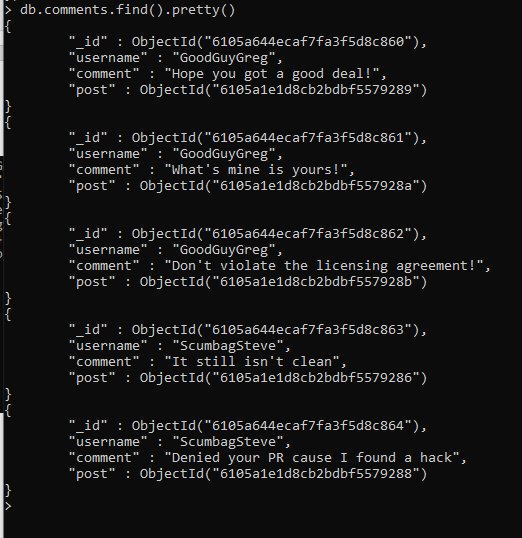 > db.comments.find().pretty()
{
"_id" : ObjectId("6105a644ecaf7fa3f5d8c860"),
"username" : "GoodGuyGreg",
"comment" : "Hope you got a good deal!",
"post" : ObjectId("6105a1e1d8cb2bdbf5579289")
}
{
"_id" : ObjectId("6105a644ecaf7fa3f5d8c861"),
"username" : "GoodGuyGreg",
"comment" : "What's mine is yours!",
"post" : ObjectId("6105a1e1d8cb2bdbf557928a")
}
{
"_id" : ObjectId("6105a644ecaf7fa3f5d8c862"),
"username" : "GoodGuyGreg",
"comment" : "Don't violate the licensing agreement!",
"post" : ObjectId("6105a1e1d8cb2bdbf557928b")
}
{
"_id" : ObjectId("6105a644ecaf7fa3f5d8c863"),
"username" : "ScumbagSteve",
"comment" : "It still isn't clean",
"post" : ObjectId("6105a1e1d8cb2bdbf5579286")
}
{
"_id" : ObjectId("6105a644ecaf7fa3f5d8c864"),
"username" : "ScumbagSteve",
"comment" : "Denied your PR cause I found a hack",
"post" : ObjectId("6105a1e1d8cb2bdbf5579288")
}
>